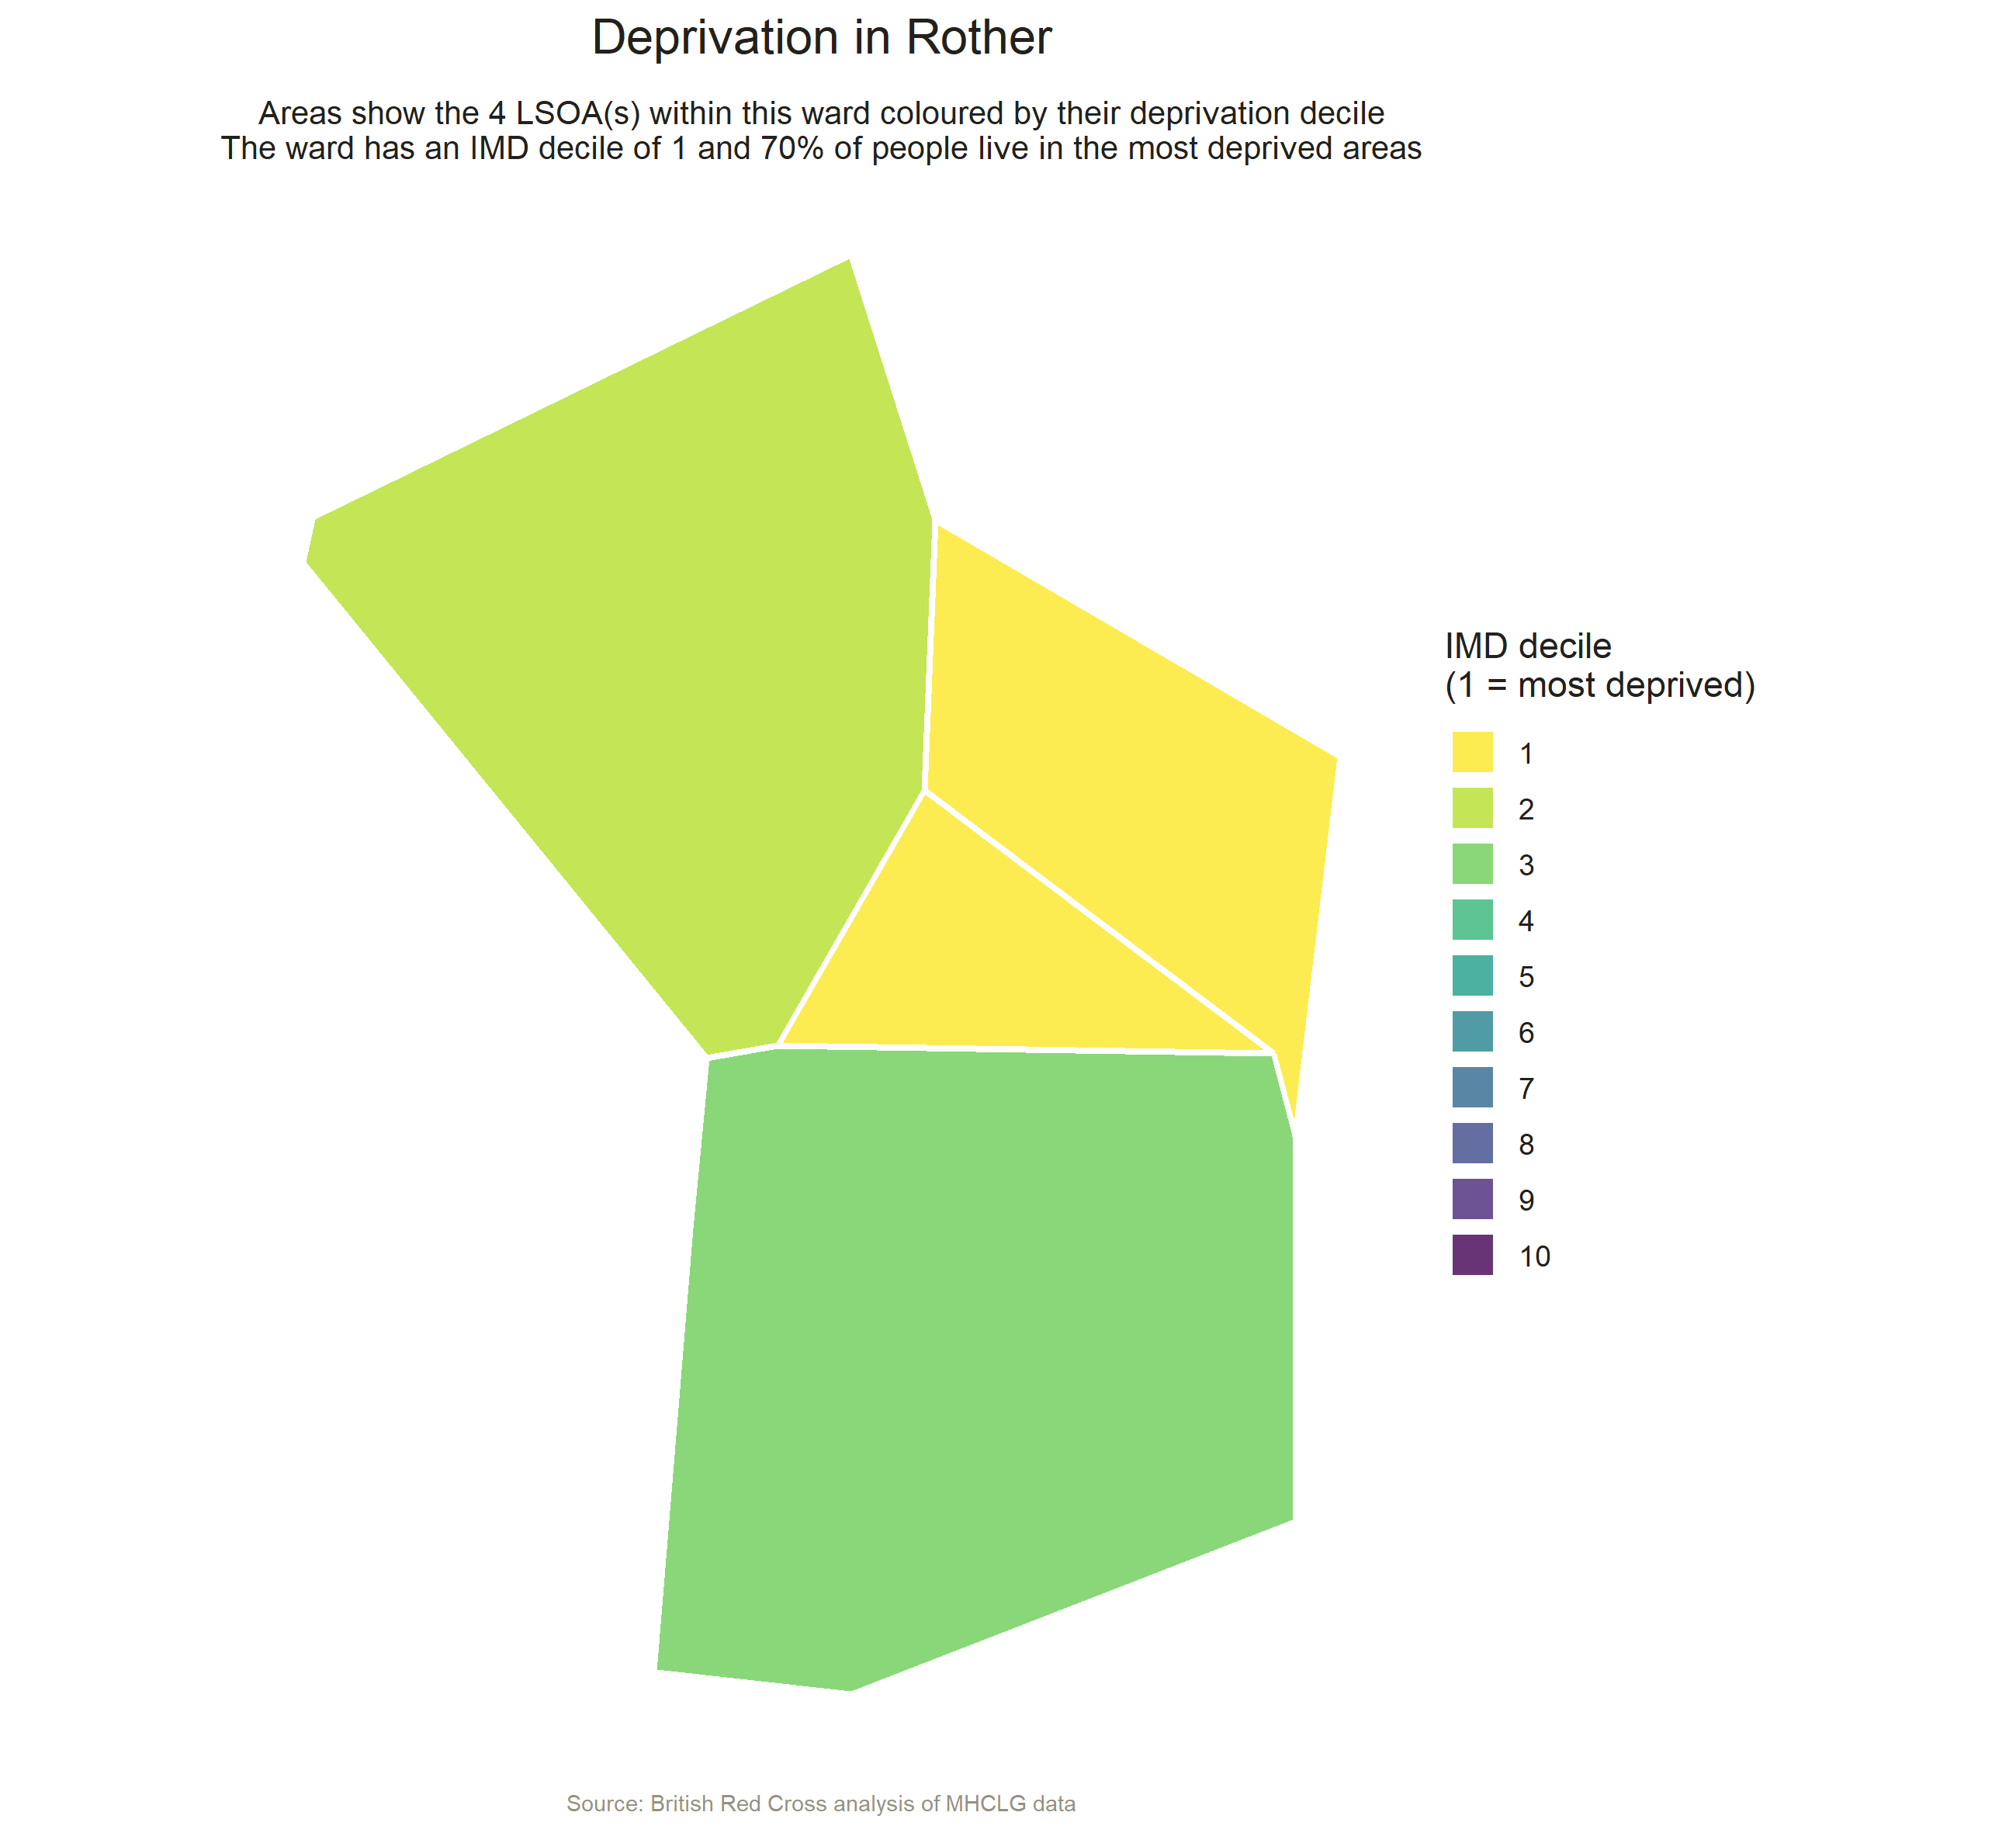 Deprivation in Rother
Areas show the 4 LSOA(s) within this ward coloured by their deprivation decile
The ward has an IMD decile of 1 and 70% of people live in the most deprived areas
IMD decile
(1 = most deprived)
1
2
3
4
5
6
7
8
9
10
Source: British Red Cross analysis of MHCLG data